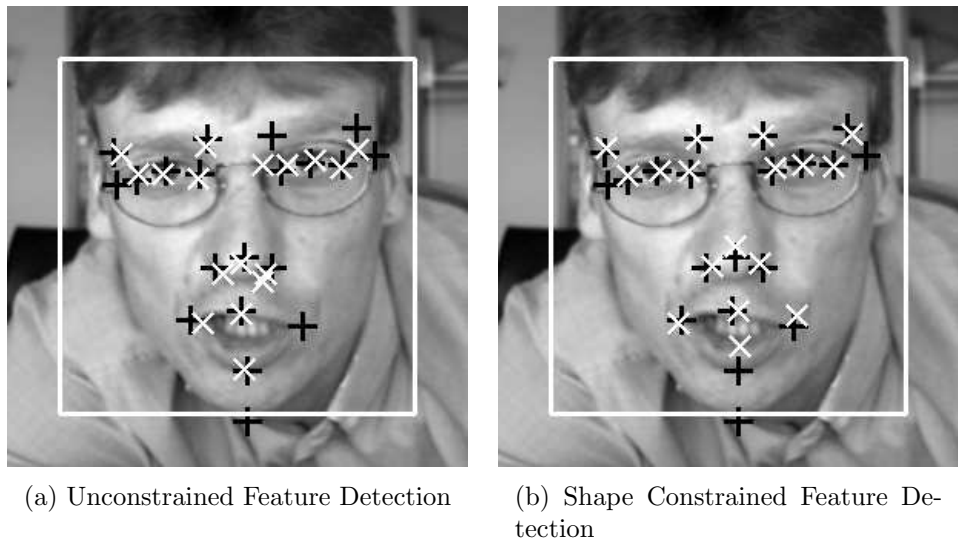 (a) Unconstrained Feature Detection
(b) Shape Constrained Feature De-
tection